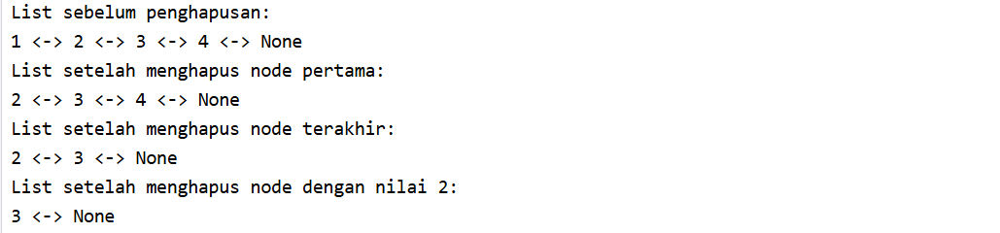 List sebelum penghapusan:
1 <-> 2 <-> 3 <-> 4 <-> None
List setelah menghapus node pertama:
2 <-> 3 <-> 4 <-> None
List setelah menghapus node terakhir:
2 <-> 3 <-> None
List setelah menghapus node dengan nilai 2:
3 <-> None